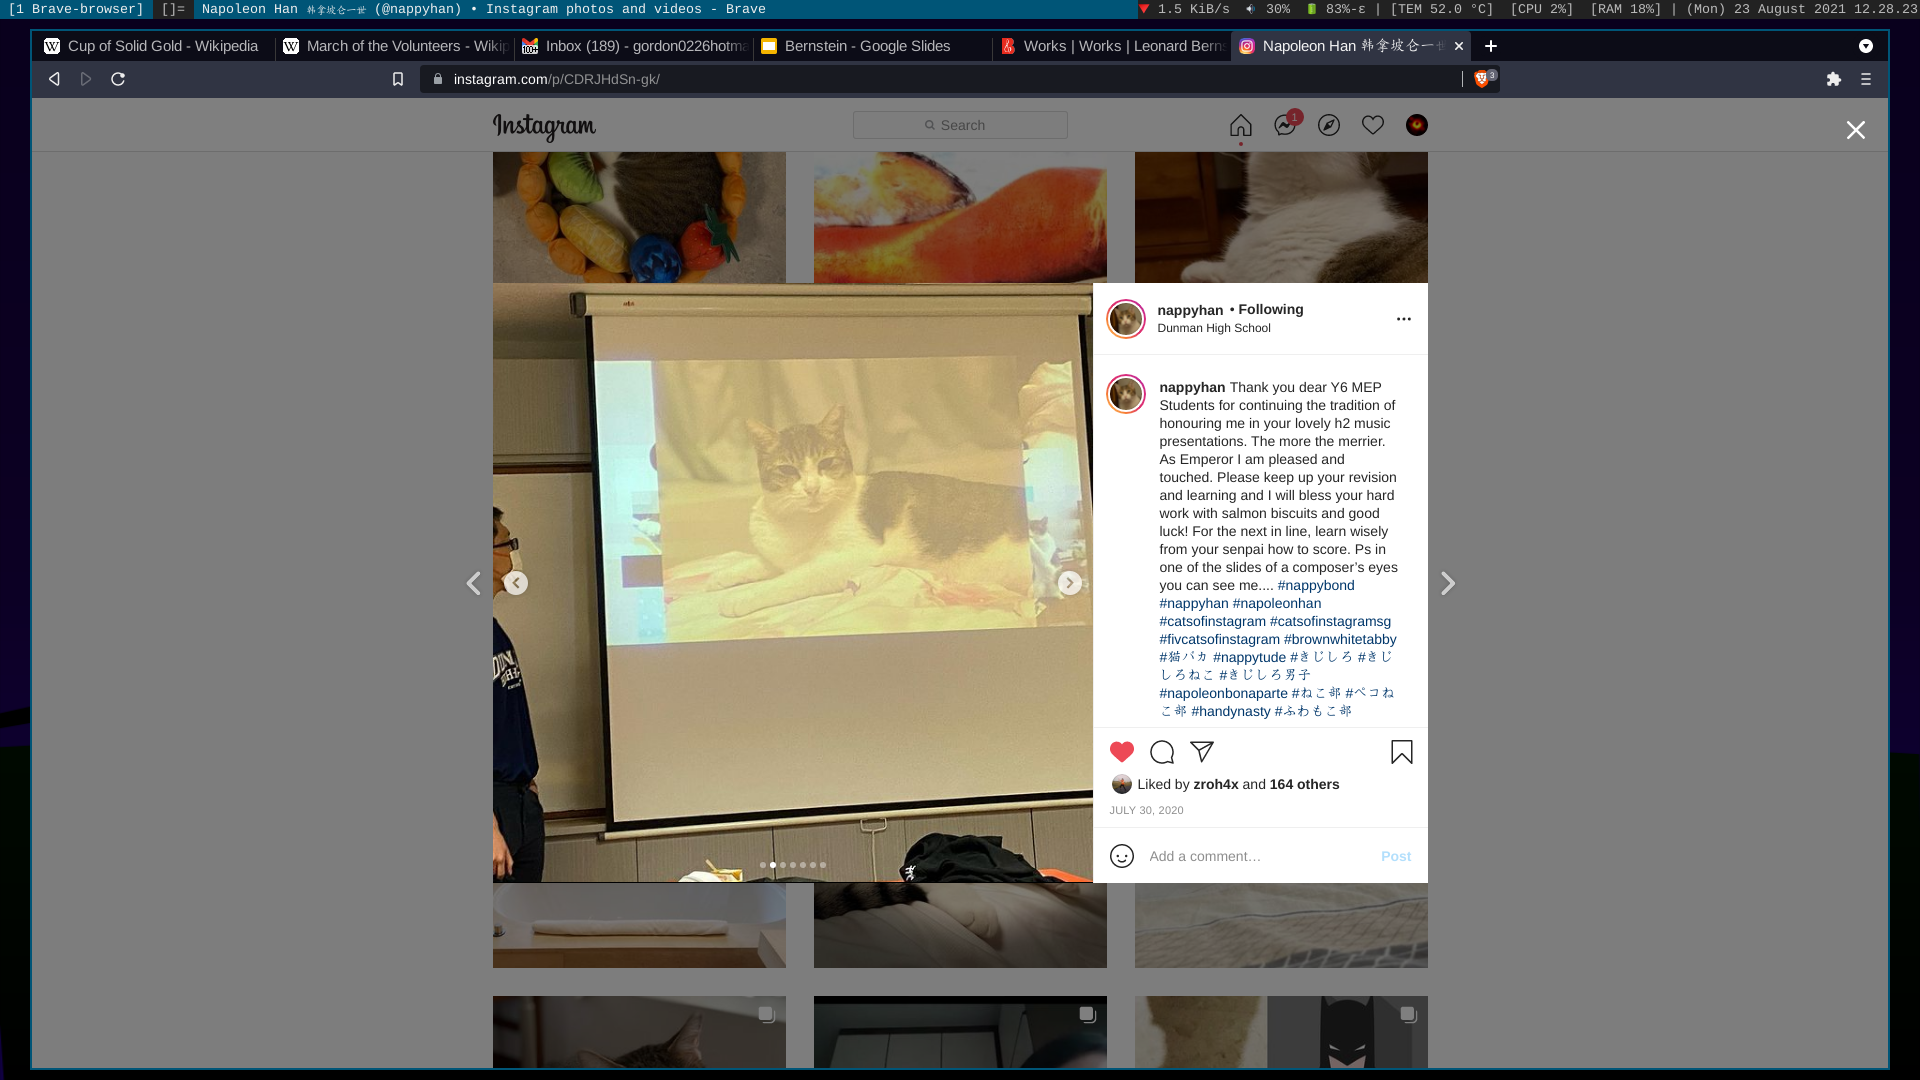 [1 Brave-browser] []= Napoleon Han 韩拿坡仑一世 (@nappyhan) • Instagram photos and videos - Brave 1.5 KiB/s 30% 83%-ε | [TEM 52.0 °C] [CPU 2%] [RAM 18%] | (Mon) 23 August 2021 12.28.23
Cup of Solid Gold - Wikipedia March of the Volunteers - Wikip Inbox (189) - gordon0226hotma Bernstein - Google Slides Works | Works | Leonard Berns Napoleon Han 韩拿坡仑一世
instagram.com/p/CDRJHdSn-gk/ 3
Instagram Search 1
nappyhan • Following
Dunman High School
nappyhan Thank you dear Y6 MEP
Students for continuing the tradition of
honouring me in your lovely h2 music
presentations. The more the merrier.
As Emperor I am pleased and
touched. Please keep up your revision
and learning and I will bless your hard
work with salmon biscuits and good
luck! For the next in line, learn wisely
from your senpai how to score. Ps in
one of the slides of a composer’s eyes
you can see me.... #nappybond
#nappyhan #napoleonhan
#catsofinstagram #catsofinstagramsg
#fivcatsofinstagram #brownwhitetabby
#猫バカ #nappytude #きじしろ #きじ
しろねこ #きじしろ男子
#napoleonbonaparte #ねこ部 #ペコね
こ部 #handynasty #ふわもこ部
Liked by zroh4x and 164 others
JULY 30, 2020
Add a comment… Post